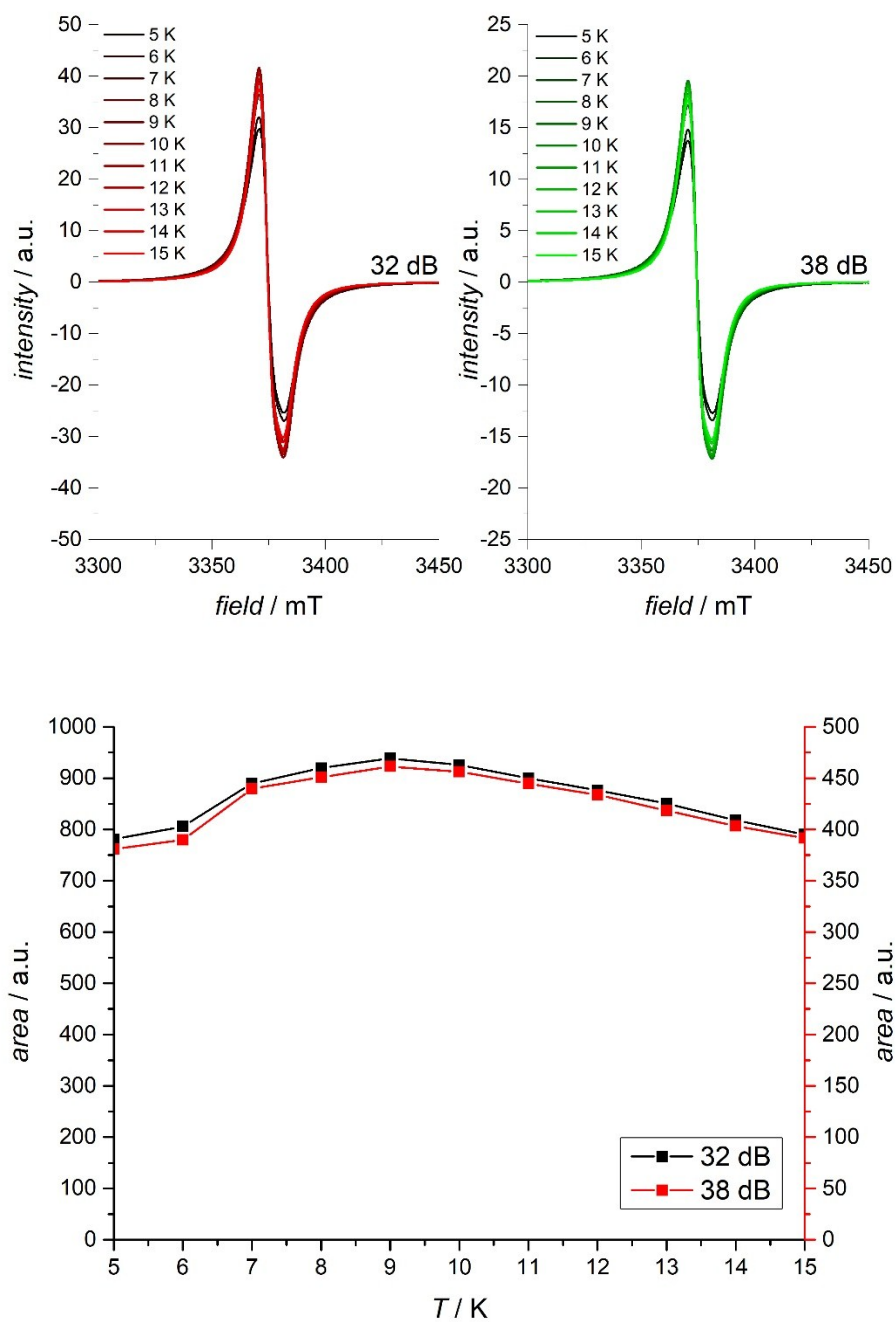 50
40
30
20
10
0
-10
-20
-30
-40
-50
intensity / a.u.
5 K
6 K
7 K
8 K
9 K
10 K
11 K
12 K
13 K
14 K
15 K
32 dB
3300
3350
3400
3450
field / mT
25
20
15
10
5
0
-5
-10
-15
-20
-25
intensity / a.u.
5 K
6 K
7 K
8 K
9 K
10 K
11 K
12 K
13 K
14 K
15 K
38 dB
3300
3350
3400
3450
field / mT
1000
900
800
700
600
500
400
300
200
100
0
area / a.u.
500
450
400
350
300
250
200
150
100
50
0
area / a.u.
32 dB
38 dB
5
6
7
8
9
10
11
12
13
14
15
T / K